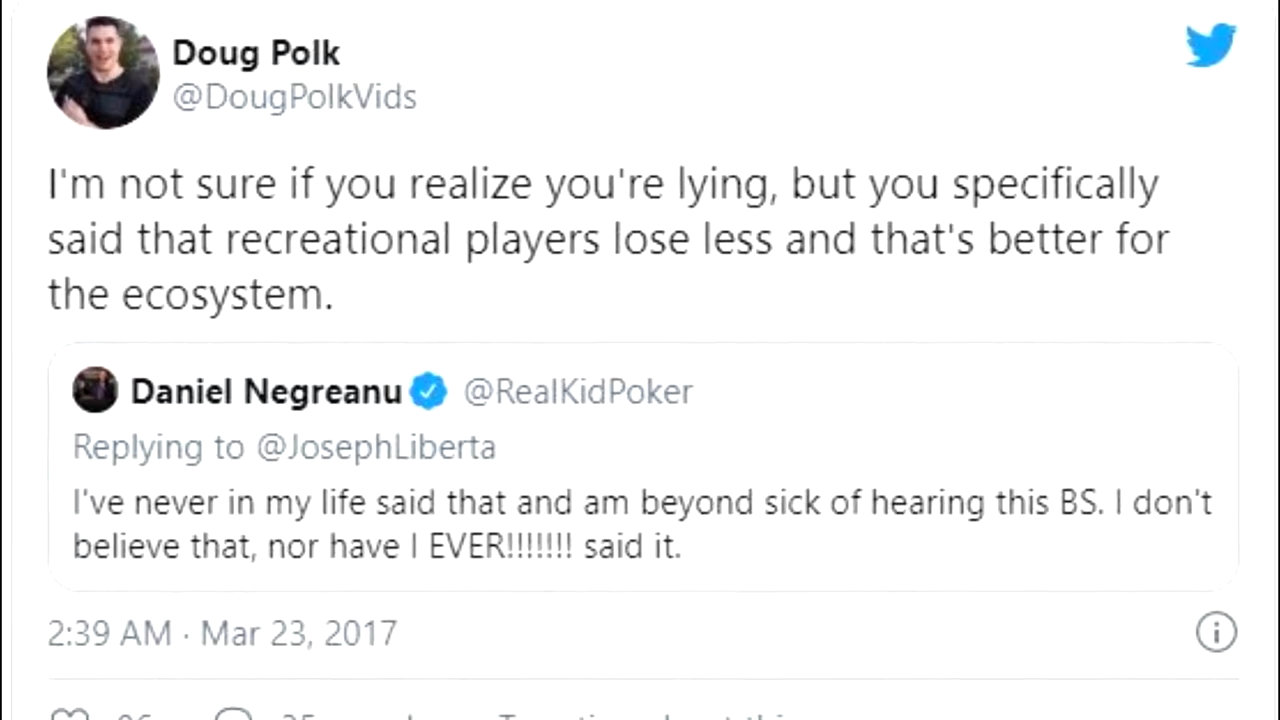 Doug Polk
@DougPolkVids
I'm not sure if you realize you're lying, but you specifically
said that recreational players lose less and that's better for
the ecosystem.
Daniel Negreanu @RealKidPoker
Replying to @JosephLiberta
I've never in my life said that and am beyond sick of hearing this BS. I don't
believe that, nor have I EVER!!!!!!! said it.
2:39 AM · Mar 23, 2017